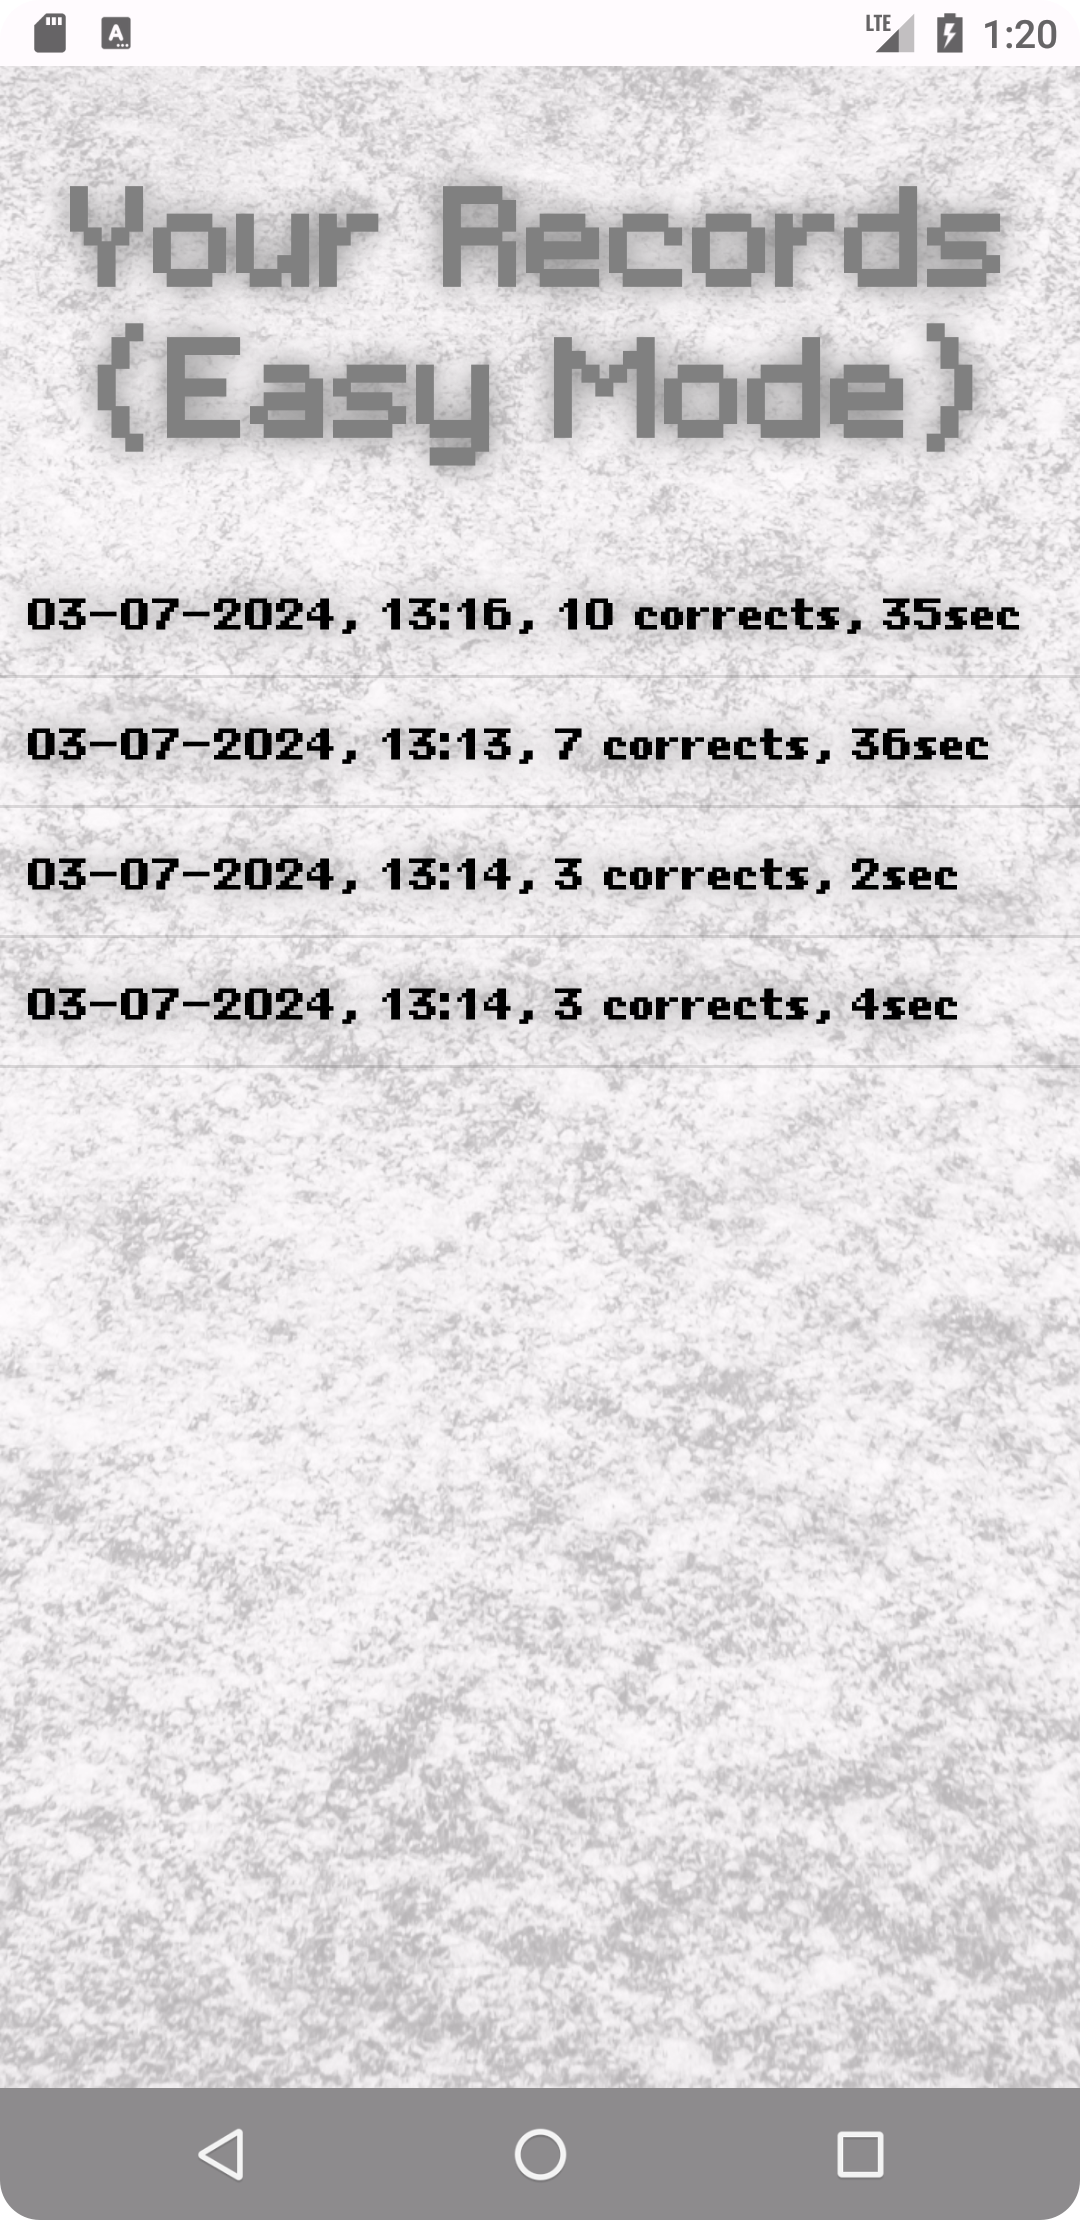 LTE 1:20
Your Records
(Easy Mode)
03-07-2024, 13:16, 10 corrects, 35sec
03-07-2024, 13:13, 7 corrects, 36sec
03-07-2024, 13:14, 3 corrects, 2sec
03-07-2024, 13:14, 3 corrects, 4sec